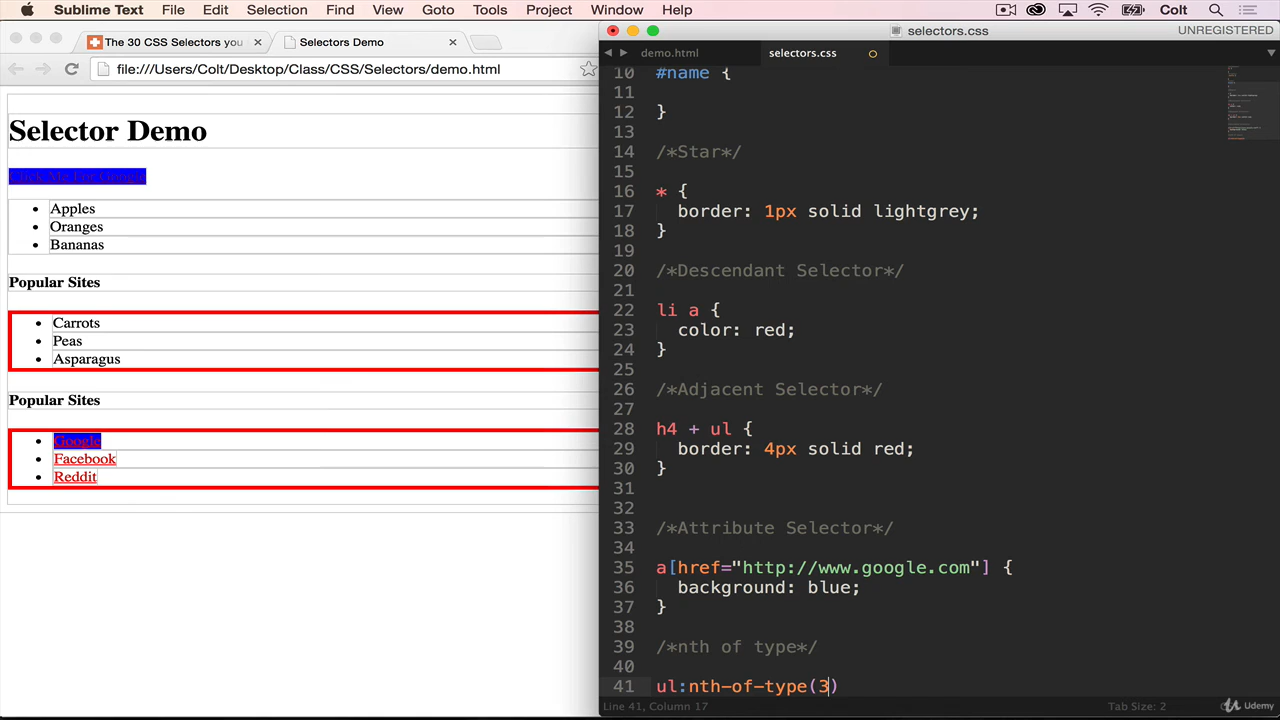 Sublime Text File Edit Selection Find View Goto Tools Project Window Help Colt
The 30 CSS Selectors you
Selectors Demo
file:///Users/Colt/Desktop/Class/CSS/Selectors/demo.html
Selector Demo
Click Me For Google
Apples
Oranges
Bananas
Popular Sites
Carrots
Peas
Asparagus
Popular Sites
Google
Facebook
Reddit
selectors.css
UNREGISTERED
demo.html
selectors.css
10 #name {
11
12 }
13
14 /*Star*/
15
16 * {
17 border: 1px solid lightgrey;
18 }
19
20 /*Descendant Selector*/
21
22 li a {
23 color: red;
24 }
25
26 /*Adjacent Selector*/
27
28 h4 + ul {
29 border: 4px solid red;
30 }
31
32
33 /*Attribute Selector*/
34
35 a[href="http://www.google.com"] {
36 background: blue;
37 }
38
39 /*nth of type*/
40
41 ul:nth-of-type(3)
Line 41, Column 17
Tab Size: 2
Udemy